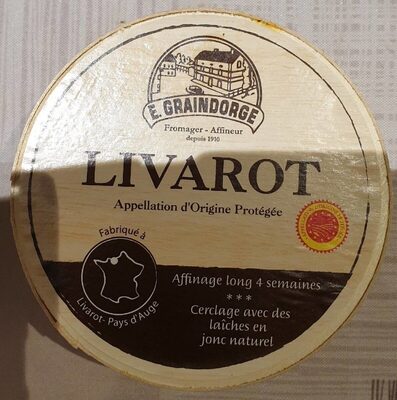 E. GRAINDORGE
Fromager - Affineur
depuis 1910
LIVAROT
Appellation d'Origine Protégée
Fabriqué à
Livarot- Pays d'Auge
Affinage long 4 semaines
***
Cerclage avec des
laîches en
jonc naturel